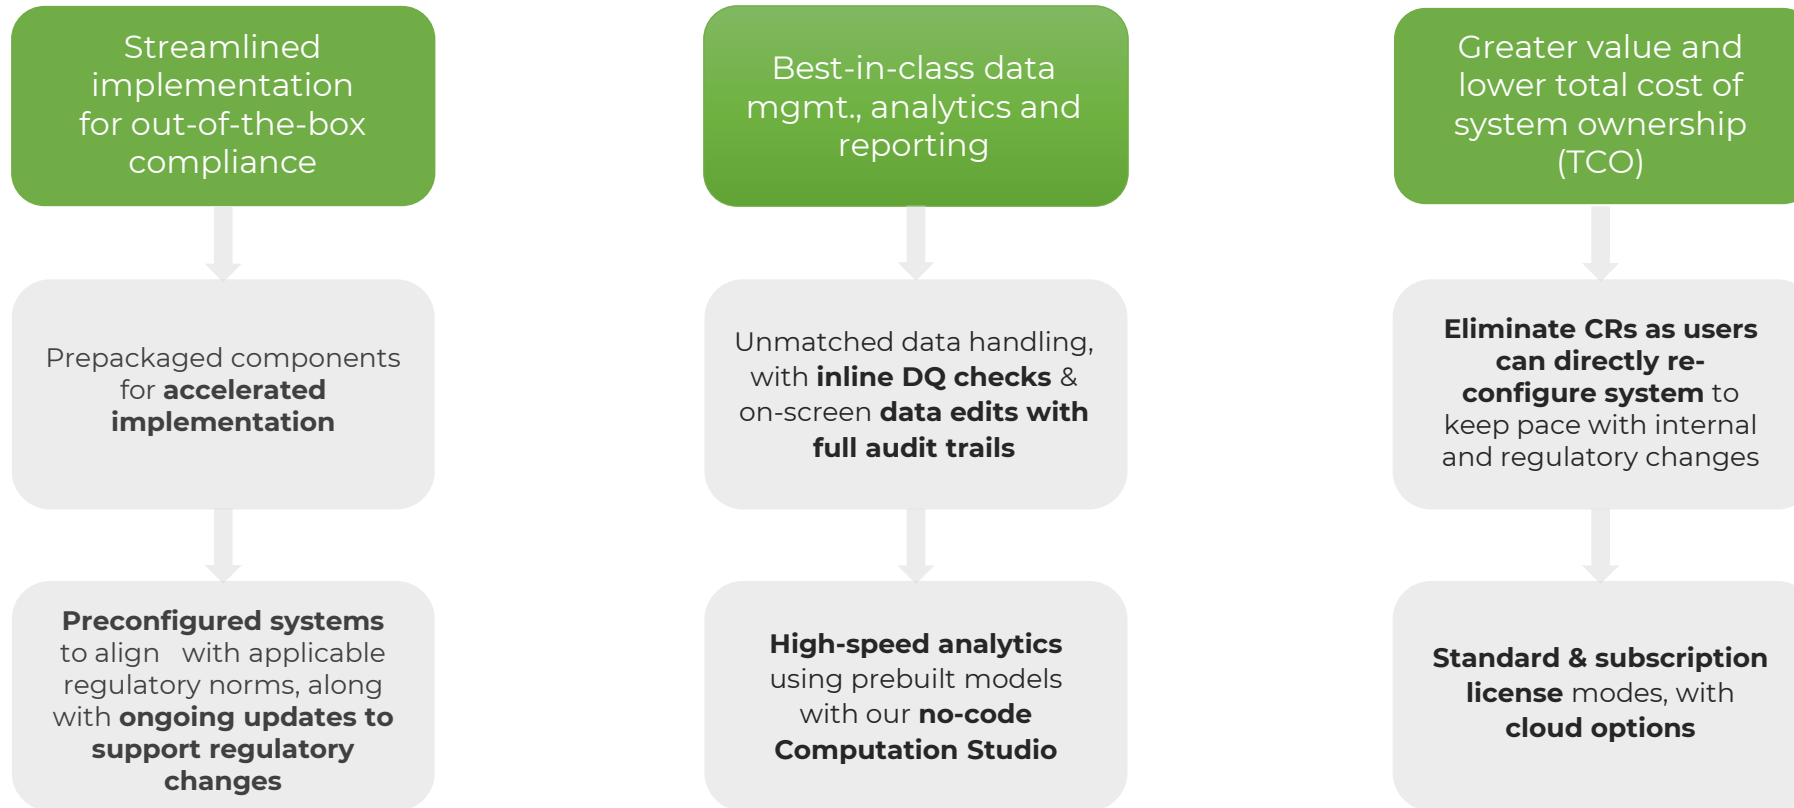 Streamlined
implementation
for out-of-the-box
compliance
Prepackaged components
for accelerated
implementation
Preconfigured systems
to align   with applicable
regulatory norms, along
with ongoing updates to
support regulatory
changes
Best-in-class data
mgmt., analytics and
reporting
Unmatched data handling,
with inline DQ checks &
on-screen data edits with
full audit trails
High-speed analytics
using prebuilt models
with our no-code
Computation Studio
Greater value and
lower total cost of
system ownership
(TCO)
Eliminate CRs as users
can directly re-
configure system to
keep pace with internal
and regulatory changes
Standard & subscription
license modes, with
cloud options